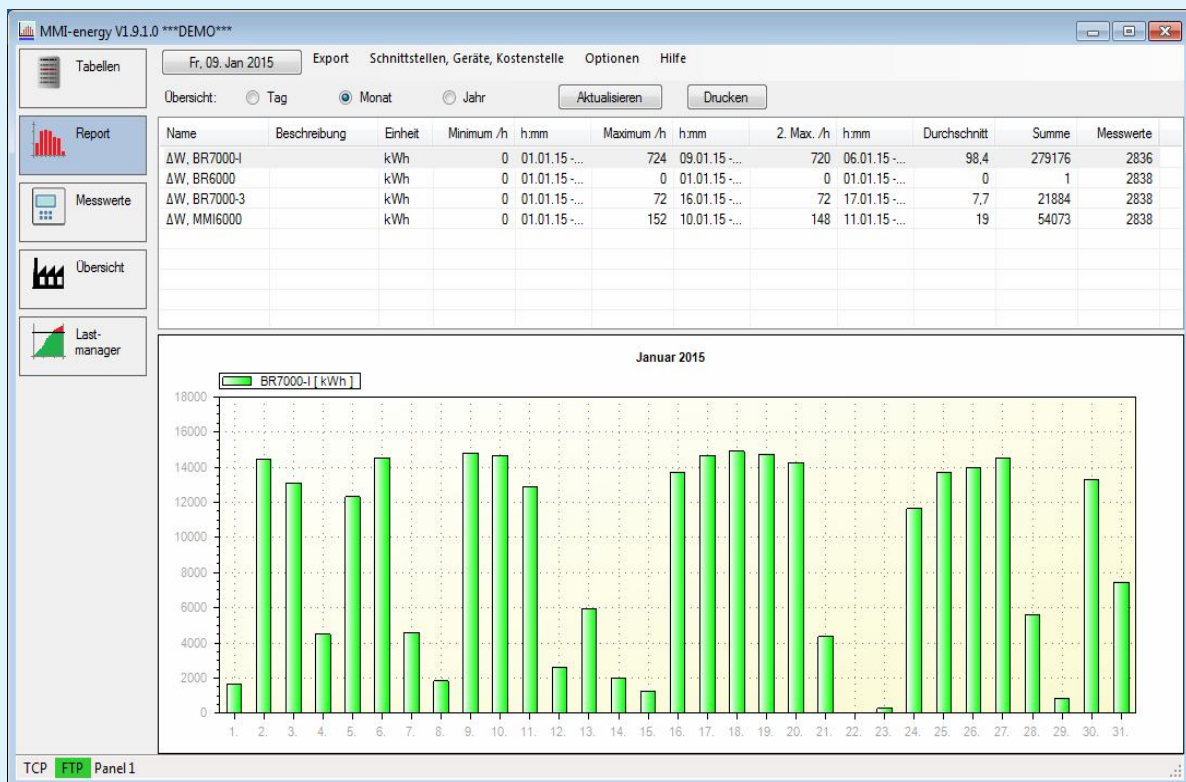 MMI-energy V1.9.1.0 ***DEMO***
Tabellen
Report
Messwerte
Übersicht
Last-
manager
Fr, 09. Jan 2015 Export Schnittstellen, Geräte, Kostenstelle Optionen Hilfe
Übersicht: Tag Monat Jahr Aktualisieren Drucken
Name Beschreibung Einheit Minimum /h h:mm Maximum /h h:mm 2. Max. /h h:mm Durchschnitt Summe Messwerte
ΔW, BR7000-I kWh 0 01.01.15 -... 724 09.01.15 -... 720 06.01.15 -... 98,4 279176 2836
ΔW, BR6000 kWh 0 01.01.15 -... 0 01.01.15 -... 0 01.01.15 -... 0 1 2838
ΔW, BR7000-3 kWh 0 01.01.15 -... 72 16.01.15 -... 72 17.01.15 -... 7,7 21884 2838
ΔW, MMI6000 kWh 0 01.01.15 -... 152 10.01.15 -... 148 11.01.15 -... 19 54073 2838
Januar 2015
BR7000-I [ kWh ]
18000
16000
14000
12000
10000
8000
6000
4000
2000
0
1. 2. 3. 4. 5. 6. 7. 8. 9. 10. 11. 12. 13. 14. 15. 16. 17. 18. 19. 20. 21. 22. 23. 24. 25. 26. 27. 28. 29. 30. 31.
TCP FTP Panel 1